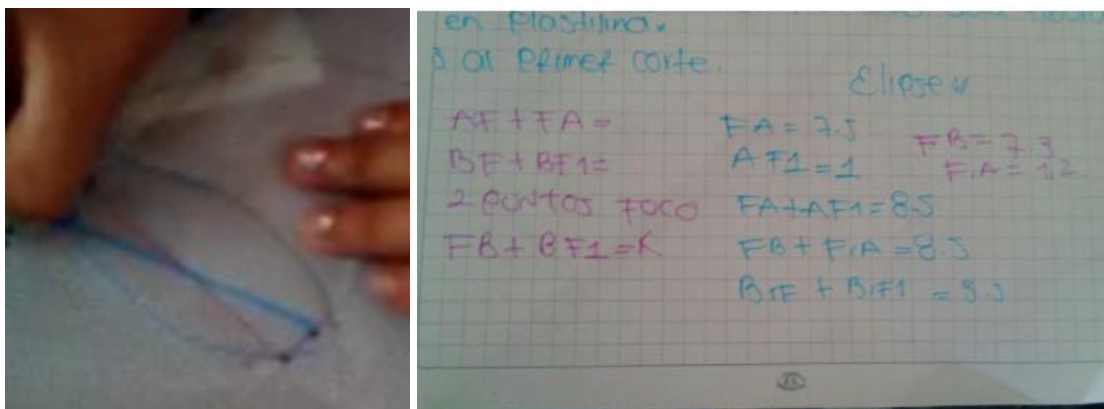 en Plastilina.
al Primer corte.
Elipse
AF + FA =
BF + BF1 =
2 Puntos Foco
FB + BF1 = K
FA = 7.5
AF1 = 1
FA + AF1 = 8.5
FB + F1A = 8.5
B1F + B1F1 = 8.5
FB = 7.3
F1A = 1,2